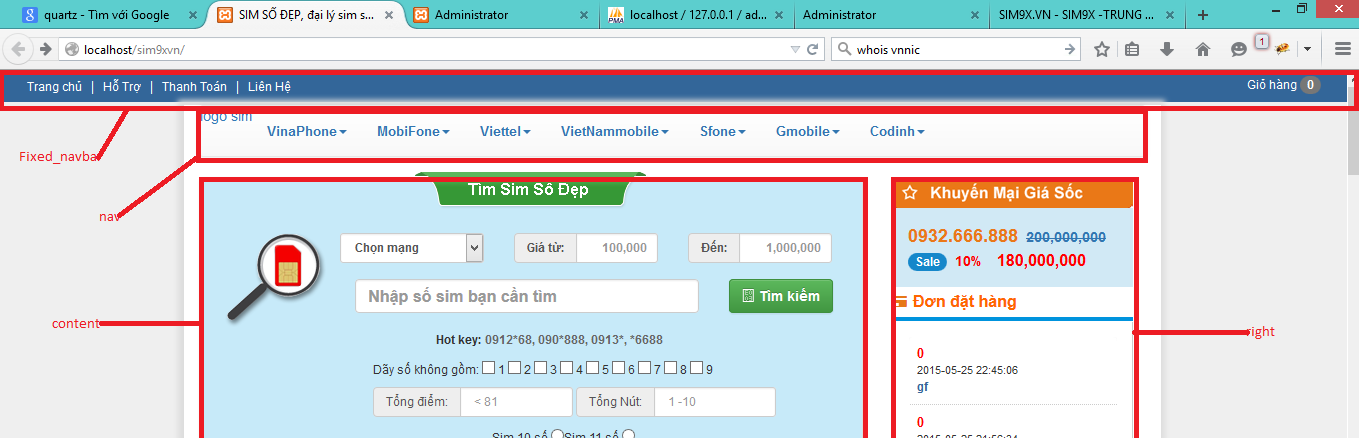 quartz - Tìm với Google
SIM SỐ ĐẸP, đại lý sim s...
Administrator
localhost / 127.0.0.1 / ad...
Administrator
SIM9X.VN - SIM9X -TRUNG ...
localhost/sim9xvn/
whois vnnic
1
Trang chủ | Hỗ Trợ | Thanh Toán | Liên Hệ
Giỏ hàng 0
logo sim
VinaPhone
MobiFone
Viettel
VietNammobile
Sfone
Gmobile
Codinh
Fixed_navba
nav
content
right
Tìm Sim Số Đẹp
Chọn mạng
Giá từ: 100,000
Đến: 1,000,000
Nhập số sim bạn cần tìm
Tìm kiếm
Hot key: 0912*68, 090*888, 0913*, *6688
Dãy số không gồm: 1 2 3 4 5 6 7 8 9
Tổng điểm: < 81
Tổng Nút: 1 -10
Sim 10 số Sim 11 số
Khuyến Mại Giá Sốc
0932.666.888 200,000,000
Sale 10% 180,000,000
Đơn đặt hàng
0
2015-05-25 22:45:06
gf
0